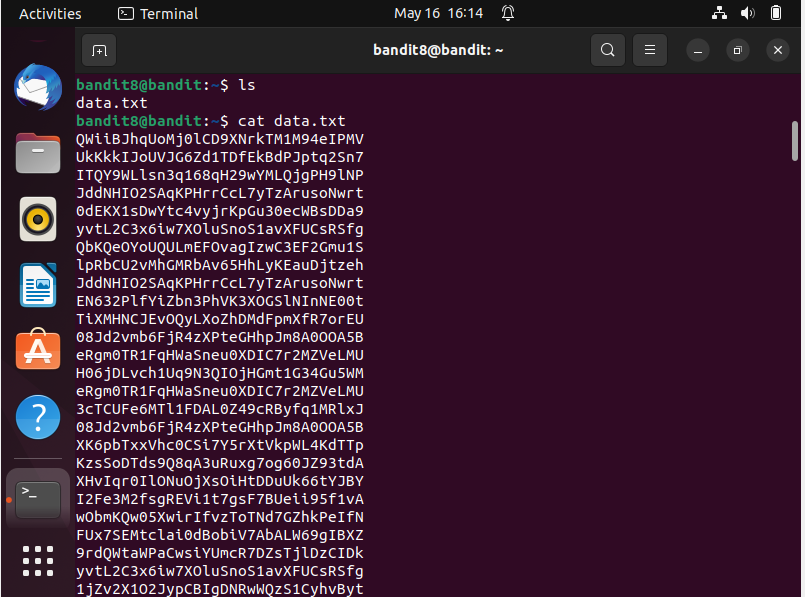 Activities
Terminal
May 16 16:14
bandit8@bandit: ~
bandit8@bandit:~$ ls
data.txt
bandit8@bandit:~$ cat data.txt
QWiiBJhqUoMj0lCD9XNrkTM1M94eIPMV
UkKkkIJoUVJG6Zd1TDfEkBdPJptq2Sn7
ITQY9WLlsn3q168qH29wYMLQjgPH9lNP
JddNHIO2SAqKPHrrCcL7yTzArusoNwrt
0dEKX1sDwYtc4vyjrKpGu30ecWBsDDa9
yvtL2C3x6iw7XOluSnoS1avXFUCsRSfg
QbKQeOYoUQULmEFOvagIzwC3EF2Gmu1S
lpRbCU2vMhGMRbAv65HhLyKEauDjtzeh
JddNHIO2SAqKPHrrCcL7yTzArusoNwrt
EN632PlfYiZbn3PhVK3XOGSlNInNE00t
TiXMHNCJEvOQyLXoZhDMdFpmXfR7orEU
08Jd2vmb6FjR4zXPteGHhpJm8A0OOA5B
eRgm0TR1FqHWaSneu0XDIC7r2MZVeLMU
H06jDLvch1Uq9N3QIOjHGmt1G34Gu5WM
eRgm0TR1FqHWaSneu0XDIC7r2MZVeLMU
3cTCUFe6MTl1FDAL0Z49cRByfq1MRlxJ
08Jd2vmb6FjR4zXPteGHhpJm8A0OOA5B
XK6pbTxxVhc0CSi7Y5rXtVkpWL4KdTTp
KzsSoDTds9Q8qA3uRuxg7og60JZ93tdA
XHvIqr0IlONuOjXsOiHtDDuUk66tYJBY
I2Fe3M2fsgREVi1t7gsF7BUeii95f1vA
wObmKQw05XwirIfvzToTNd7GZhkPeIfN
FUx7SEMtclai0dBobiV7AbALW69gIBXZ
9rdQWtaWPaCwsiYUmcR7DZsTjlDzCIDk
yvtL2C3x6iw7XOluSnoS1avXFUCsRSfg
1jZv2X1O2JypCBIgDNRwWQzS1CyhvByt